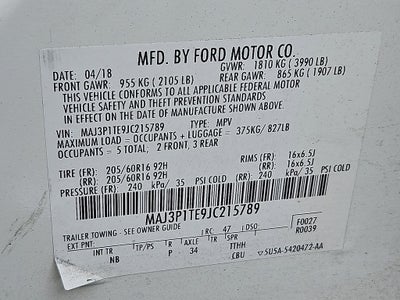 MFD. BY FORD MOTOR CO.
DATE: 04/18 GVWR: 1810 KG ( 3990 LB)
FRONT GAWR: 955 KG ( 2105 LB) REAR GAWR: 865 KG ( 1907 LB)
THIS VEHICLE CONFORMS TO ALL APPLICABLE FEDERAL MOTOR
VEHICLE SAFETY AND THEFT PREVENTION STANDARDS
IN EFFECT ON THE DATE OF MANUFACTURE SHOWN ABOVE.
VIN: MAJ3P1TE9JC215789 TYPE: MPV
MAXIMUM LOAD = OCCUPANTS + LUGGAGE = 375KG/ 827LB
OCCUPANTS = 5 TOTAL, 2 FRONT, 3 REAR
TIRE (FR): 205/60R16 92H RIM (FR): 16x6.5J
(RR): 205/60R16 92H (RR): 16x6.5J
PRESSURE (FR): 240 kPa/ 35 PSI COLD (RR): 240 kPa/ 35 PSI COLD
MAJ3P1TE9JC215789
TRAILER TOWING - SEE OWNER GUIDE RC: 47 DSO F0027
EXT PNT: R0039
INT TR TP R AXLE TR SPR
NB P 34 TTHH
CBU 5U5A-5420472-AA